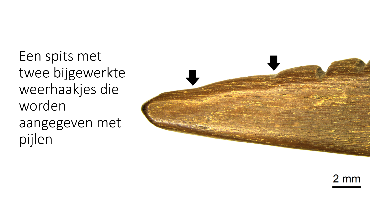 Een spits met
twee bijgewerkte
weerhaakjes die
worden
aangegeven met
pijlen
2 mm